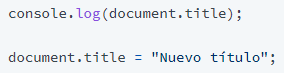 console.log(document.title);
document.title = "Nuevo título";